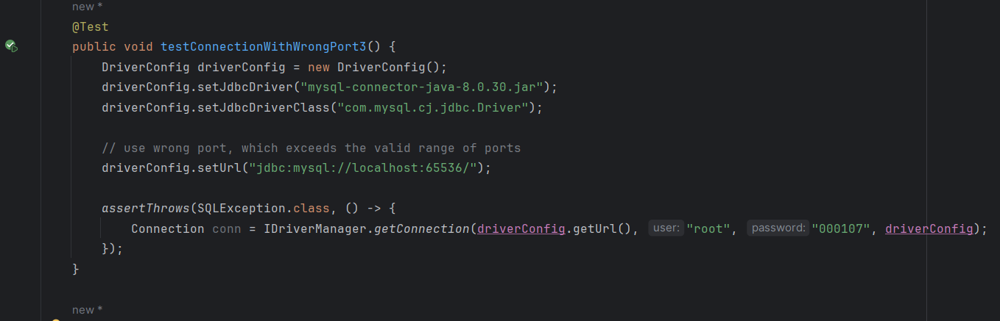 new *
@Test
public void testConnectionWithWrongPort3() {
DriverConfig driverConfig = new DriverConfig();
driverConfig.setJdbcDriver("mysql-connector-java-8.0.30.jar");
driverConfig.setJdbcDriverClass("com.mysql.cj.jdbc.Driver");
// use wrong port, which exceeds the valid range of ports
driverConfig.setUrl("jdbc:mysql://localhost:65536/");
assertThrows(SQLException.class, () -> {
Connection conn = IDriverManager.getConnection(driverConfig.getUrl(), user: "root", password: "000107", driverConfig);
});
}
new *